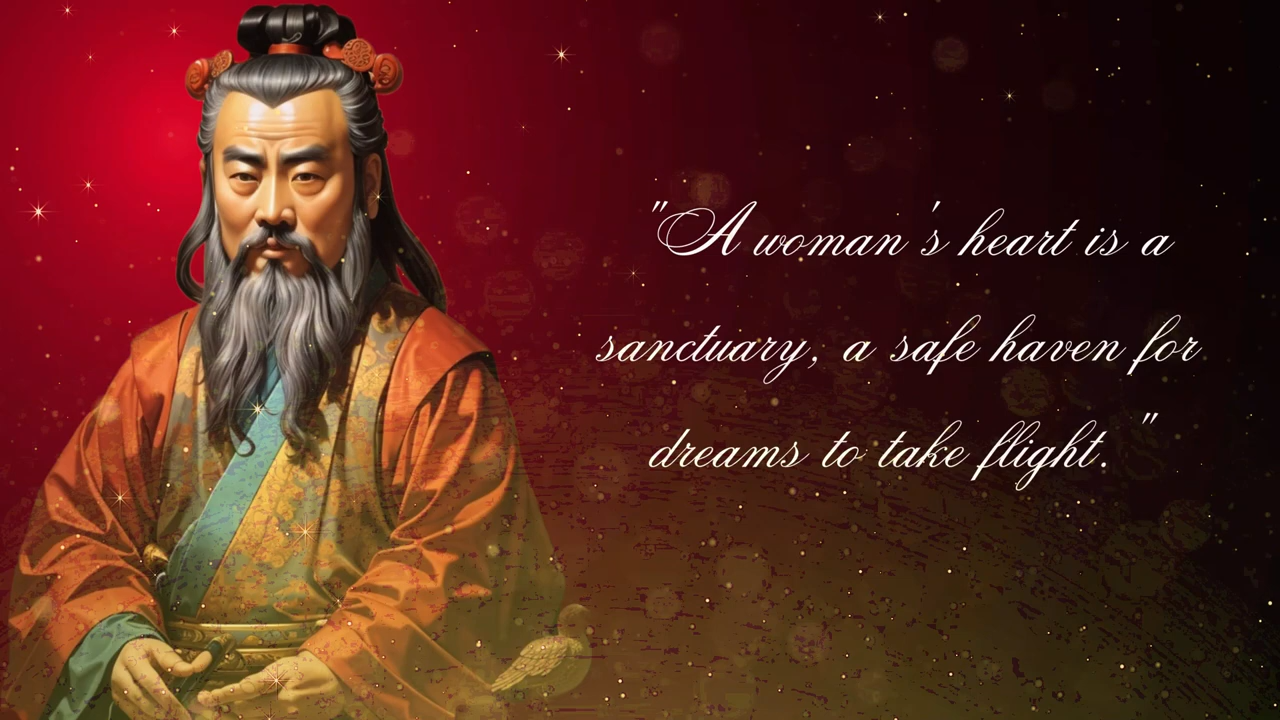 "A woman's heart is a
sanctuary, a safe haven for
dreams to take flight."